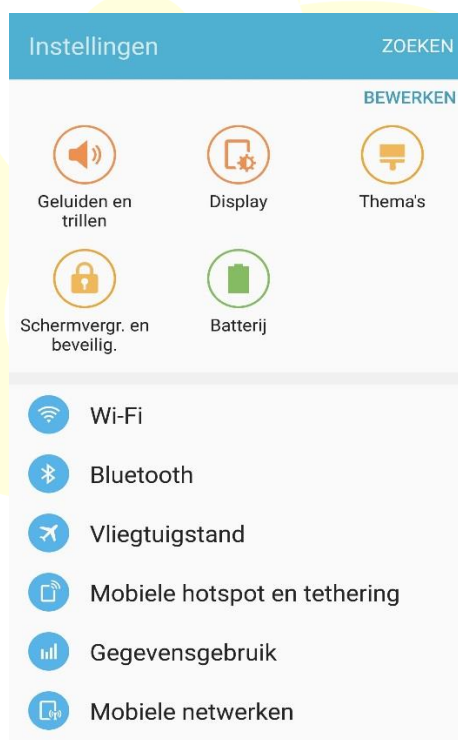 Instellingen ZOEKEN
BEWERKEN
Geluiden en
trillen
Display
Thema's
Schermvergr. en
beveilig.
Batterij
Wi-Fi
Bluetooth
Vliegtuigstand
Mobiele hotspot en tethering
Gegevensgebruik
Mobiele netwerken